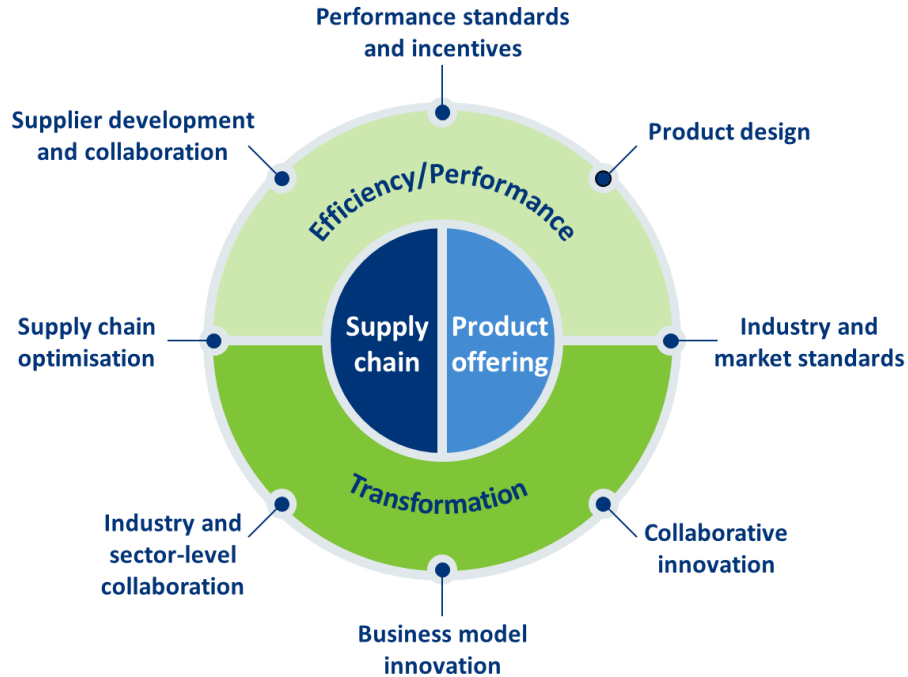 Performance standards
and incentives
Supplier development
and collaboration
Product design
Efficiency/Performance
Supply chain
optimisation
Supply
chain
Product
offering
Industry and
market standards
Transformation
Industry and
sector-level
collaboration
Collaborative
innovation
Business model
innovation